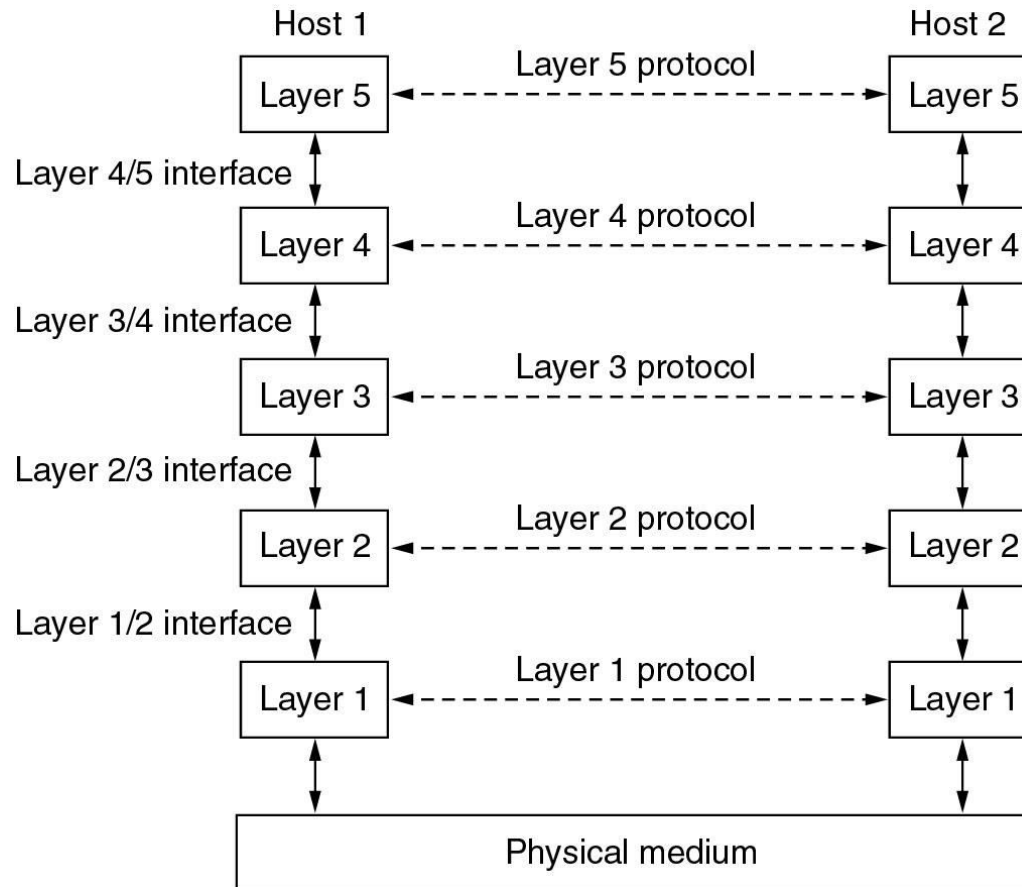 Host 1
Host 2
Layer 5
Layer 5 protocol
Layer 5
Layer 4/5 interface
Layer 4
Layer 4 protocol
Layer 4
Layer 3/4 interface
Layer 3
Layer 3 protocol
Layer 3
Layer 2/3 interface
Layer 2
Layer 2 protocol
Layer 2
Layer 1/2 interface
Layer 1
Layer 1 protocol
Layer 1
Physical medium